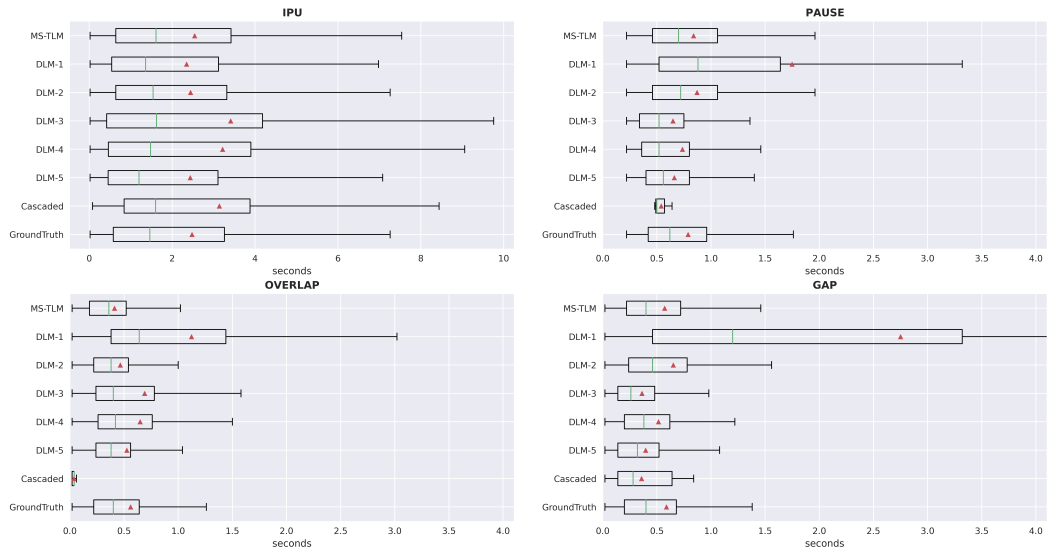 IPU
MS-TLM
DLM-1
DLM-2
DLM-3
DLM-4
DLM-5
Cascaded
GroundTruth
0 2 4 6 8 10
seconds
PAUSE
MS-TLM
DLM-1
DLM-2
DLM-3
DLM-4
DLM-5
Cascaded
GroundTruth
0.0 0.5 1.0 1.5 2.0 2.5 3.0 3.5 4.0
seconds
OVERLAP
MS-TLM
DLM-1
DLM-2
DLM-3
DLM-4
DLM-5
Cascaded
GroundTruth
0.0 0.5 1.0 1.5 2.0 2.5 3.0 3.5 4.0
seconds
GAP
MS-TLM
DLM-1
DLM-2
DLM-3
DLM-4
DLM-5
Cascaded
GroundTruth
0.0 0.5 1.0 1.5 2.0 2.5 3.0 3.5 4.0
seconds